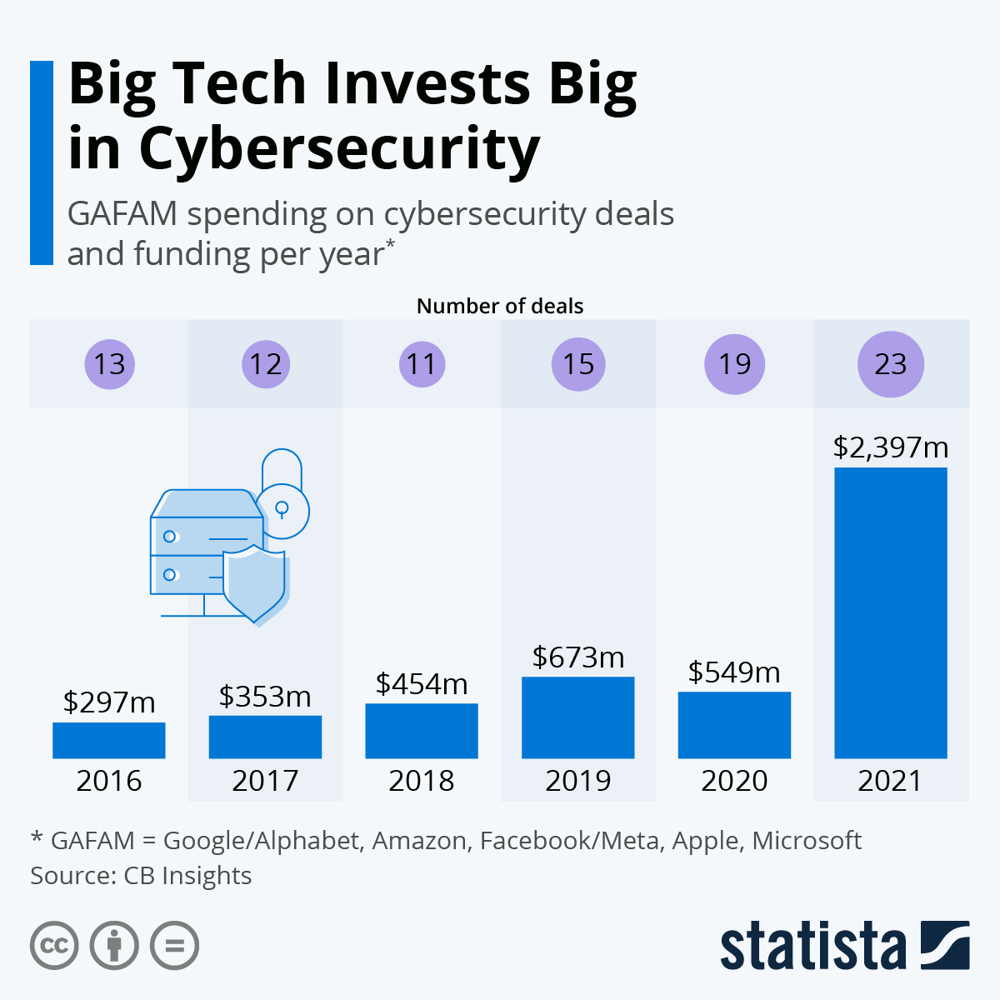 Big Tech Invests Big
in Cybersecurity
GAFAM spending on cybersecurity deals
and funding per year*
Number of deals
13 12 11 15 19 23
$297m $353m $454m $673m $549m $2,397m
2016 2017 2018 2019 2020 2021
* GAFAM = Google/Alphabet, Amazon, Facebook/Meta, Apple, Microsoft
Source: CB Insights
cc
statista